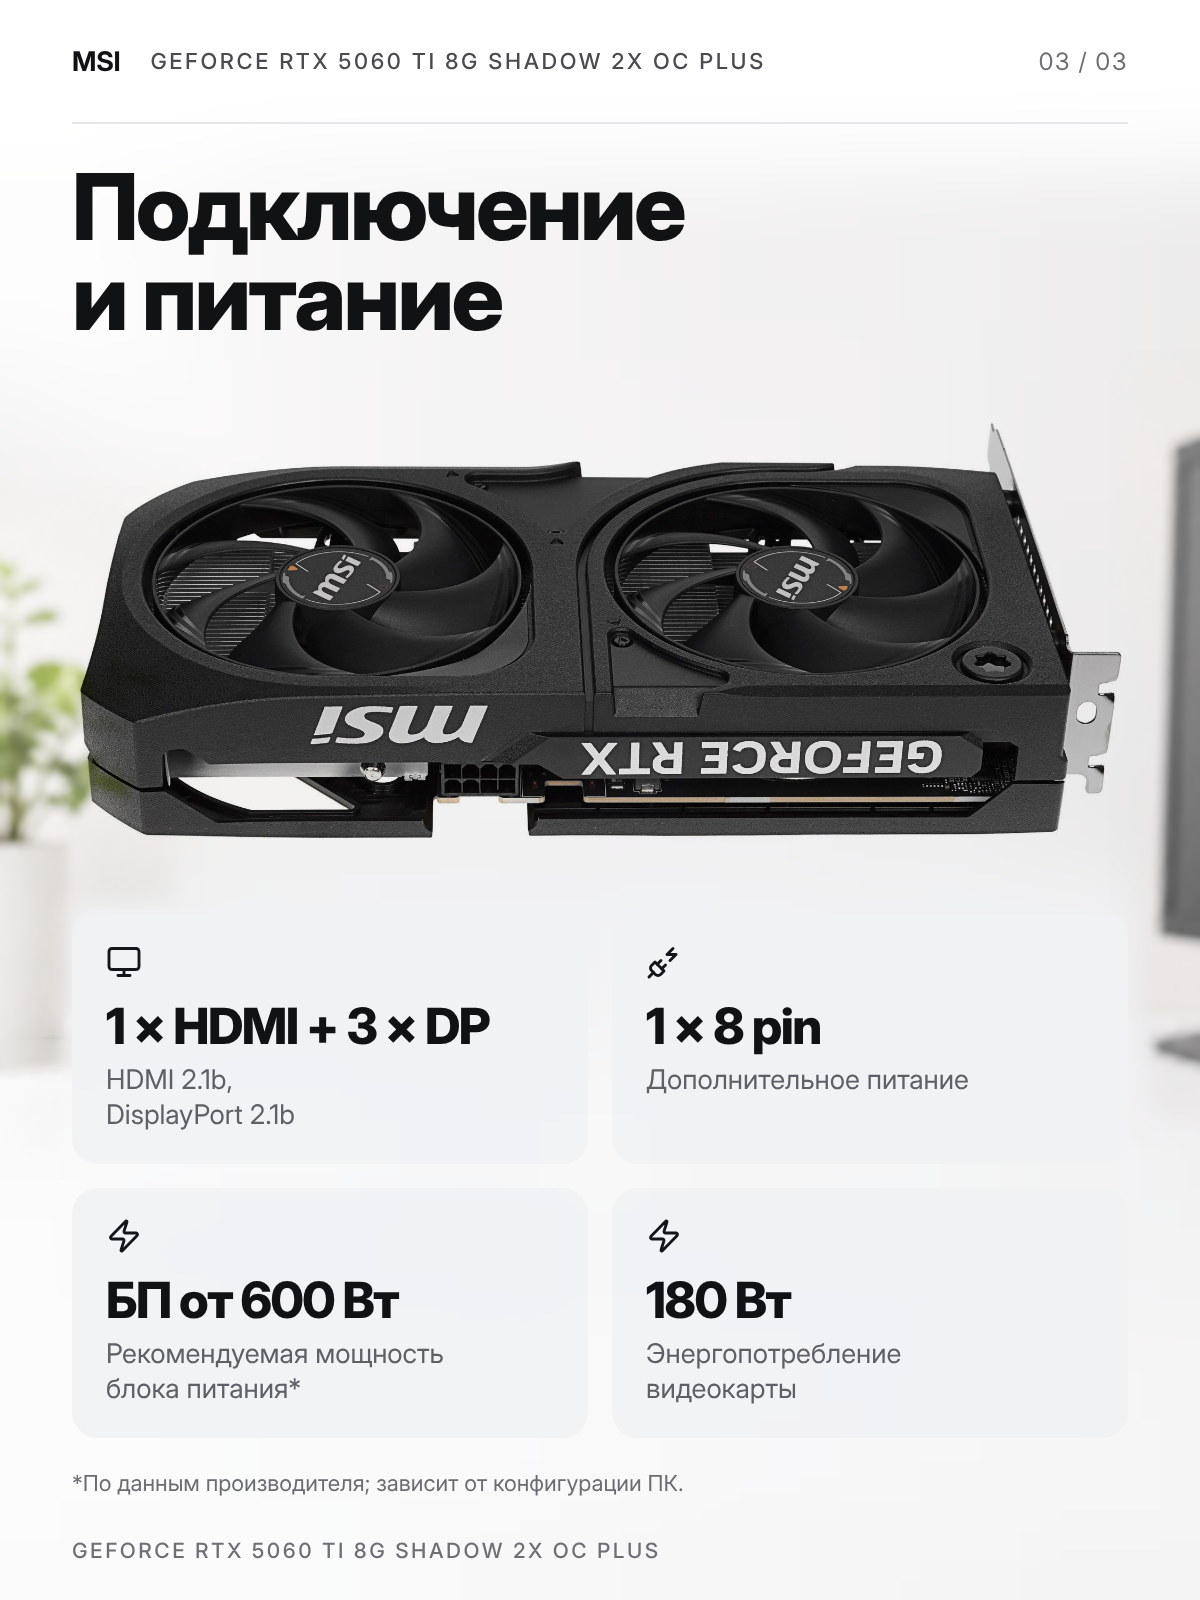 MSI GEFORCE RTX 5060 TI 8G SHADOW 2X OC PLUS 03 / 03
Подключение
и питание
msi
msi
msi
GEFORCE RTX
1 × HDMI + 3 × DP
HDMI 2.1b,
DisplayPort 2.1b
1 × 8 pin
Дополнительное питание
БП от 600 Вт
Рекомендуемая мощность
блока питания*
180 Вт
Энергопотребление
видеокарты
*По данным производителя; зависит от конфигурации ПК.
GEFORCE RTX 5060 TI 8G SHADOW 2X OC PLUS